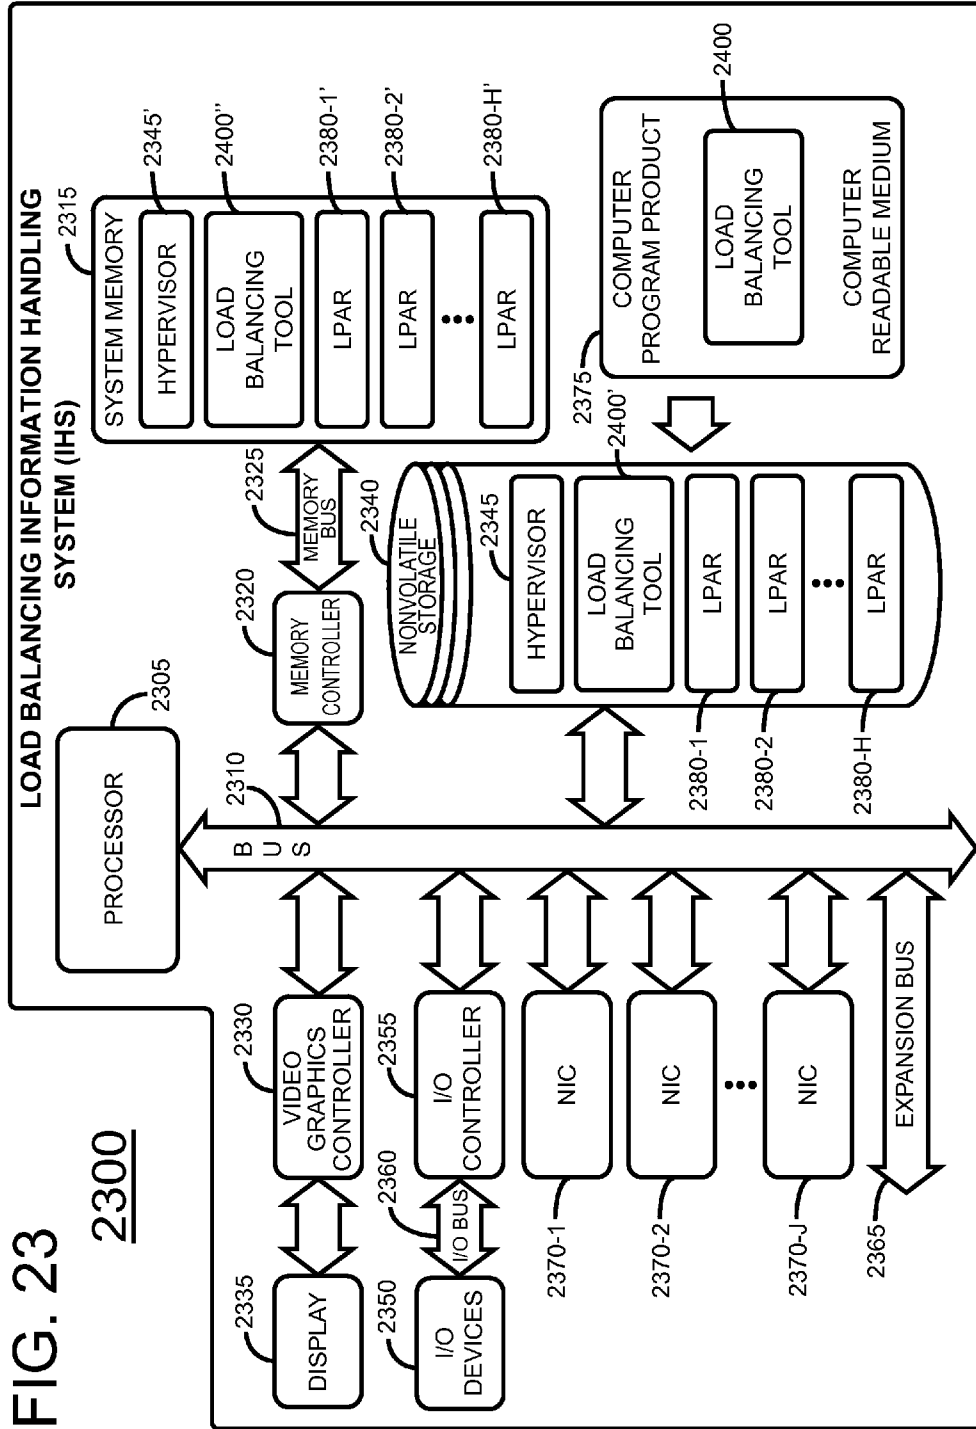 FIG. 23
2300
LOAD BALANCING INFORMATION HANDLING
SYSTEM (IHS)
PROCESSOR
2305
BUS
2310
2315
SYSTEM MEMORY
HYPERVISOR
2345'
LOAD
BALANCING
TOOL
2400''
LPAR
2380-1'
LPAR
2380-2'
LPAR
2380-H'
2320
MEMORY
CONTROLLER
2325
MEMORY
BUS
2330
VIDEO
GRAPHICS
CONTROLLER
2335
DISPLAY
2340
NONVOLATILE
STORAGE
2345
HYPERVISOR
2400'
LOAD
BALANCING
TOOL
LPAR
2380-1
LPAR
2380-2
LPAR
2380-H
2375
COMPUTER
PROGRAM PRODUCT
LOAD
BALANCING
TOOL
2400
COMPUTER
READABLE MEDIUM
2350
I/O
DEVICES
2360
I/O BUS
2355
I/O
CONTROLLER
NIC
2370-1
NIC
2370-2
NIC
2370-J
EXPANSION BUS
2365